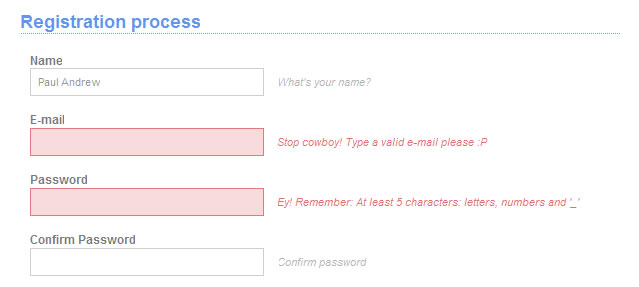 Registration process
Name
Paul Andrew What's your name?
E-mail
Stop cowboy! Type a valid e-mail please :P
Password
Ey! Remember: At least 5 characters: letters, numbers and '_'
Confirm Password
Confirm password